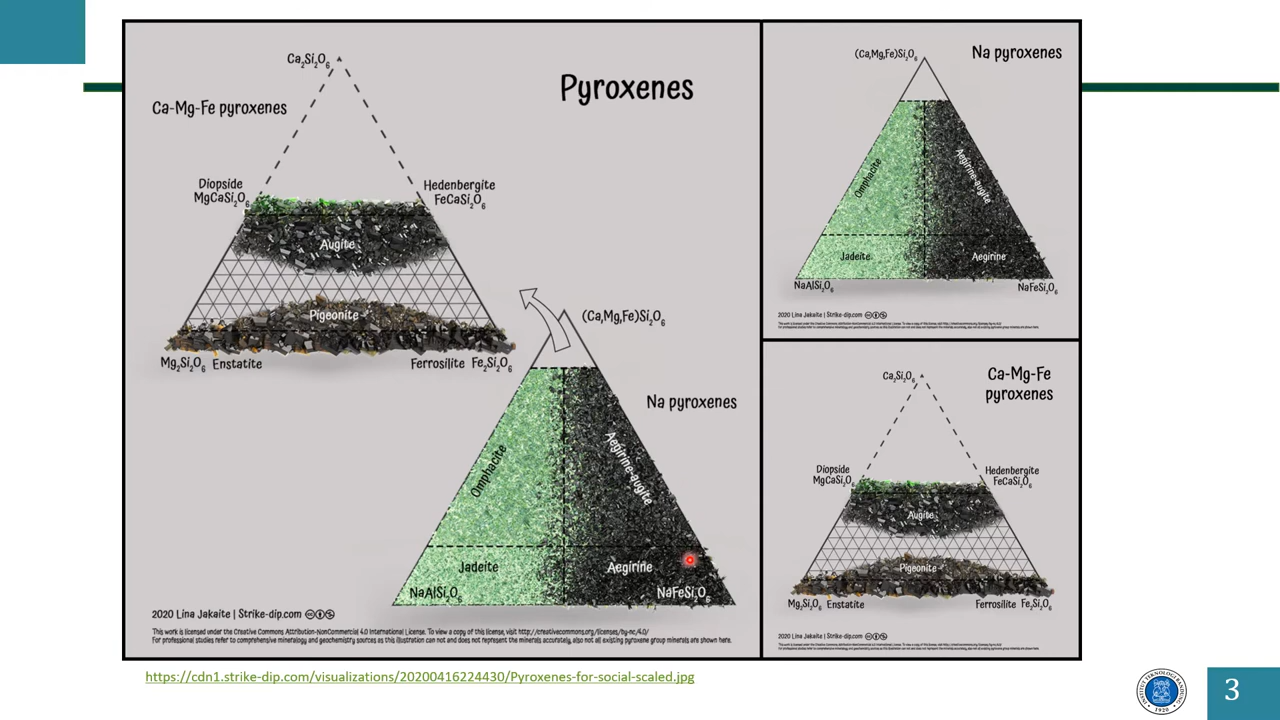 Pyroxenes
Ca₂Si₂O₆
Ca-Mg-Fe pyroxenes
Diopside
MgCaSi₂O₆
Hedenbergite
FeCaSi₂O₆
Augite
Pigeonite
Mg₂Si₂O₆ Enstatite
Ferrosilite Fe₂Si₂O₆
(Ca,Mg,Fe)Si₂O₆
Na pyroxenes
Omphacite
Aegirine-augite
Jadeite
Aegirine
NaAlSi₂O₆
NaFeSi₂O₆
2020 Lina Jakaite | Strike-dip.com
This work is licensed under the Creative Commons Attribution-NonCommercial 4.0 International License. To view a copy of this license, visit http://creativecommons.org/licenses/by-nc/4.0/
For professional studies refer to comprehensive mineralogy and geochemistry sources as this illustration can not and does not represent the minerals accurately, also not all existing pyroxene group minerals are shown here.
(Ca,Mg,Fe)Si₂O₆
Na pyroxenes
Omphacite
Aegirine-augite
Jadeite
Aegirine
NaAlSi₂O₆
NaFeSi₂O₆
2020 Lina Jakaite | Strike-dip.com
Ca₂Si₂O₆
Ca-Mg-Fe
pyroxenes
Diopside
MgCaSi₂O₆
Hedenbergite
FeCaSi₂O₆
Augite
Pigeonite
Mg₂Si₂O₆ Enstatite
Ferrosilite Fe₂Si₂O₆
2020 Lina Jakaite | Strike-dip.com
https://cdn1.strike-dip.com/visualizations/20200416224430/Pyroxenes-for-social-scaled.jpg
INSTITUT TEKNOLOGI BANDUNG
1920
3